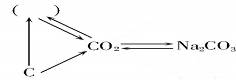 (    )
CO₂ ⇌ Na₂CO₃
C